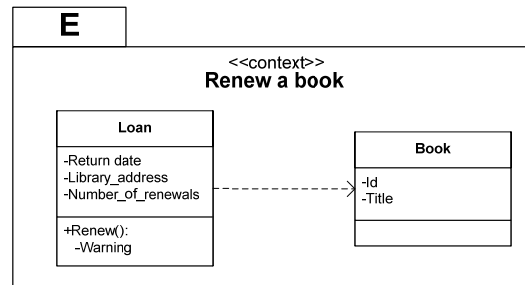 E
<<context>>
Renew a book
Loan
-Return date
-Library_address
-Number_of_renewals
+Renew():
-Warning
Book
-Id
-Title